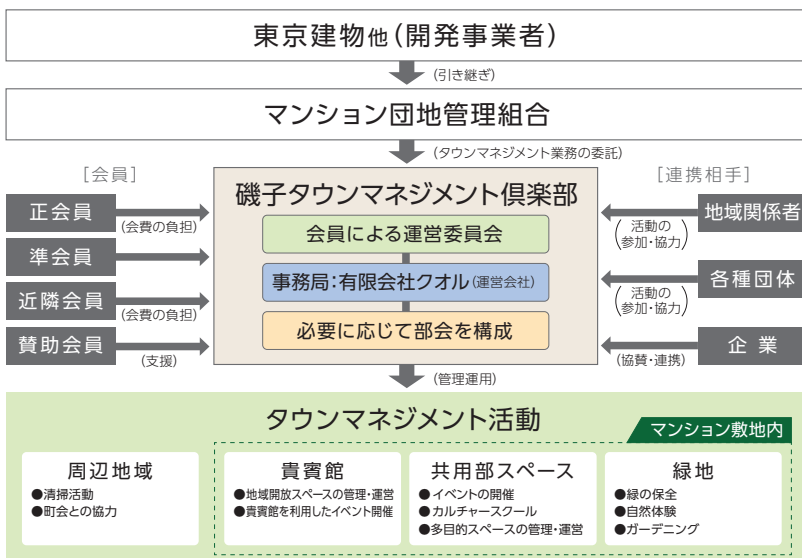 東京建物他(開発事業者)
(引き継ぎ)
マンション団地管理組合
(タウンマネジメント業務の委託)
[会員]
正会員
(会費の負担)
準会員
近隣会員
(会費の負担)
賛助会員
(支援)
磯子タウンマネジメント倶楽部
会員による運営委員会
事務局:有限会社クオル(運営会社)
必要に応じて部会を構成
[連携相手]
地域関係者
(活動の
参加・協力)
各種団体
(活動の
参加・協力)
企業
(協賛・連携)
(管理運用)
タウンマネジメント活動
マンション敷地内
周辺地域
●清掃活動
●町会との協力
貴賓館
●地域開放スペースの管理・運営
●貴賓館を利用したイベント開催
共用部スペース
●イベントの開催
●カルチャースクール
●多目的スペースの管理・運営
緑地
●緑の保全
●自然体験
●ガーデニング